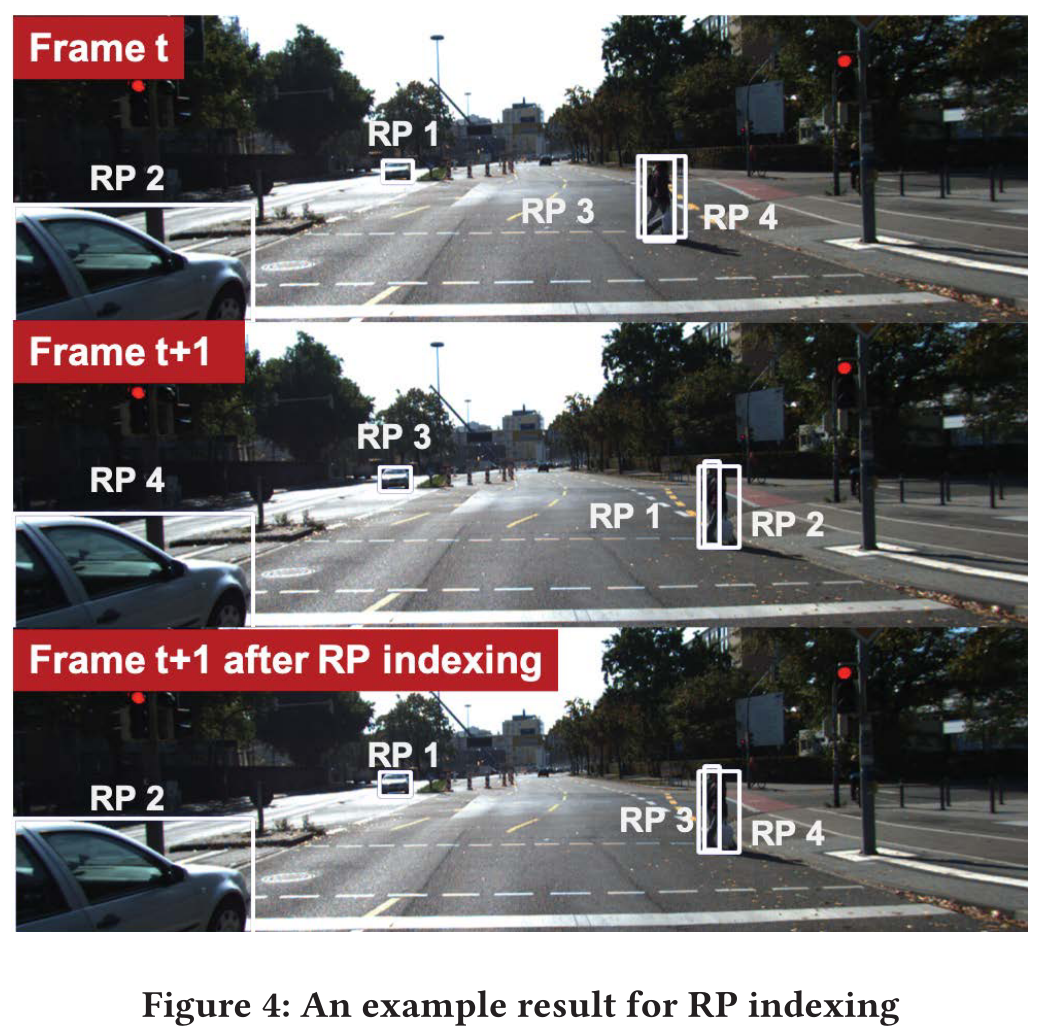 Frame t
RP 1
RP 2
RP 3
RP 4
Frame t+1
RP 3
RP 4
RP 1
RP 2
Frame t+1 after RP indexing
RP 1
RP 2
RP 3
RP 4
Figure 4: An example result for RP indexing